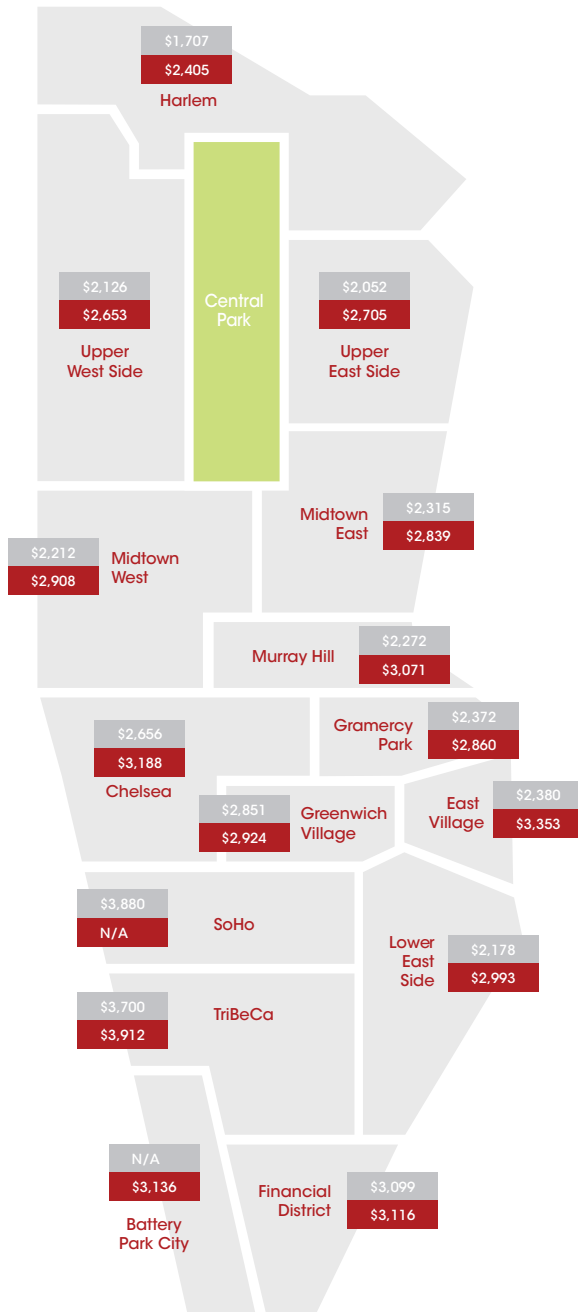 $1,707
$2,405
Harlem
$2,126
$2,653
Upper
West Side
Central
Park
$2,052
$2,705
Upper
East Side
Midtown
East
$2,315
$2,839
$2,212
$2,908
Midtown
West
Murray Hill
$2,272
$3,071
$2,656
$3,188
Chelsea
Gramercy
Park
$2,372
$2,860
$2,851
$2,924
Greenwich
Village
East
Village
$2,380
$3,353
$3,880
N/A
SoHo
Lower
East
Side
$2,178
$2,993
$3,700
$3,912
TriBeCa
N/A
$3,136
Battery
Park City
Financial
District
$3,099
$3,116